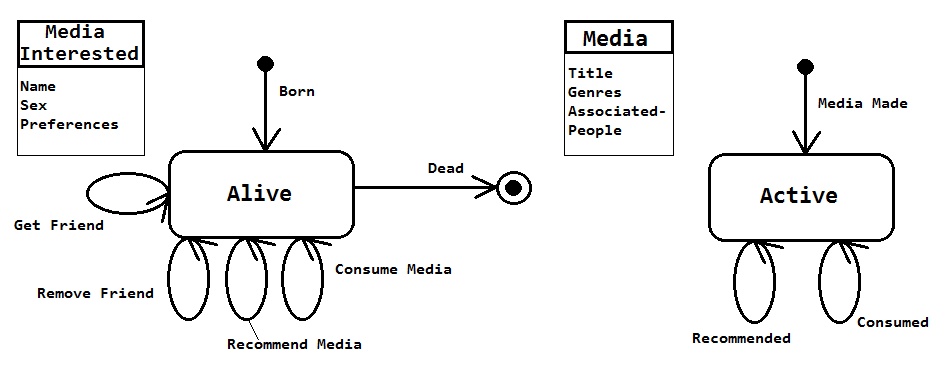 Media
Interested
Name
Sex
Preferences
Born
Alive
Dead
Get Friend
Remove Friend
Recommend Media
Consume Media
Media
Title
Genres
Associated-
People
Media Made
Active
Recommended
Consumed